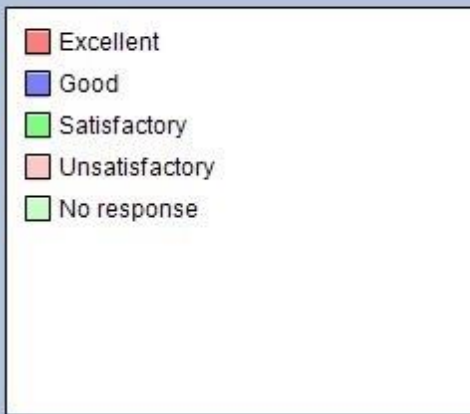 Excellent
Good
Satisfactory
Unsatisfactory
No response